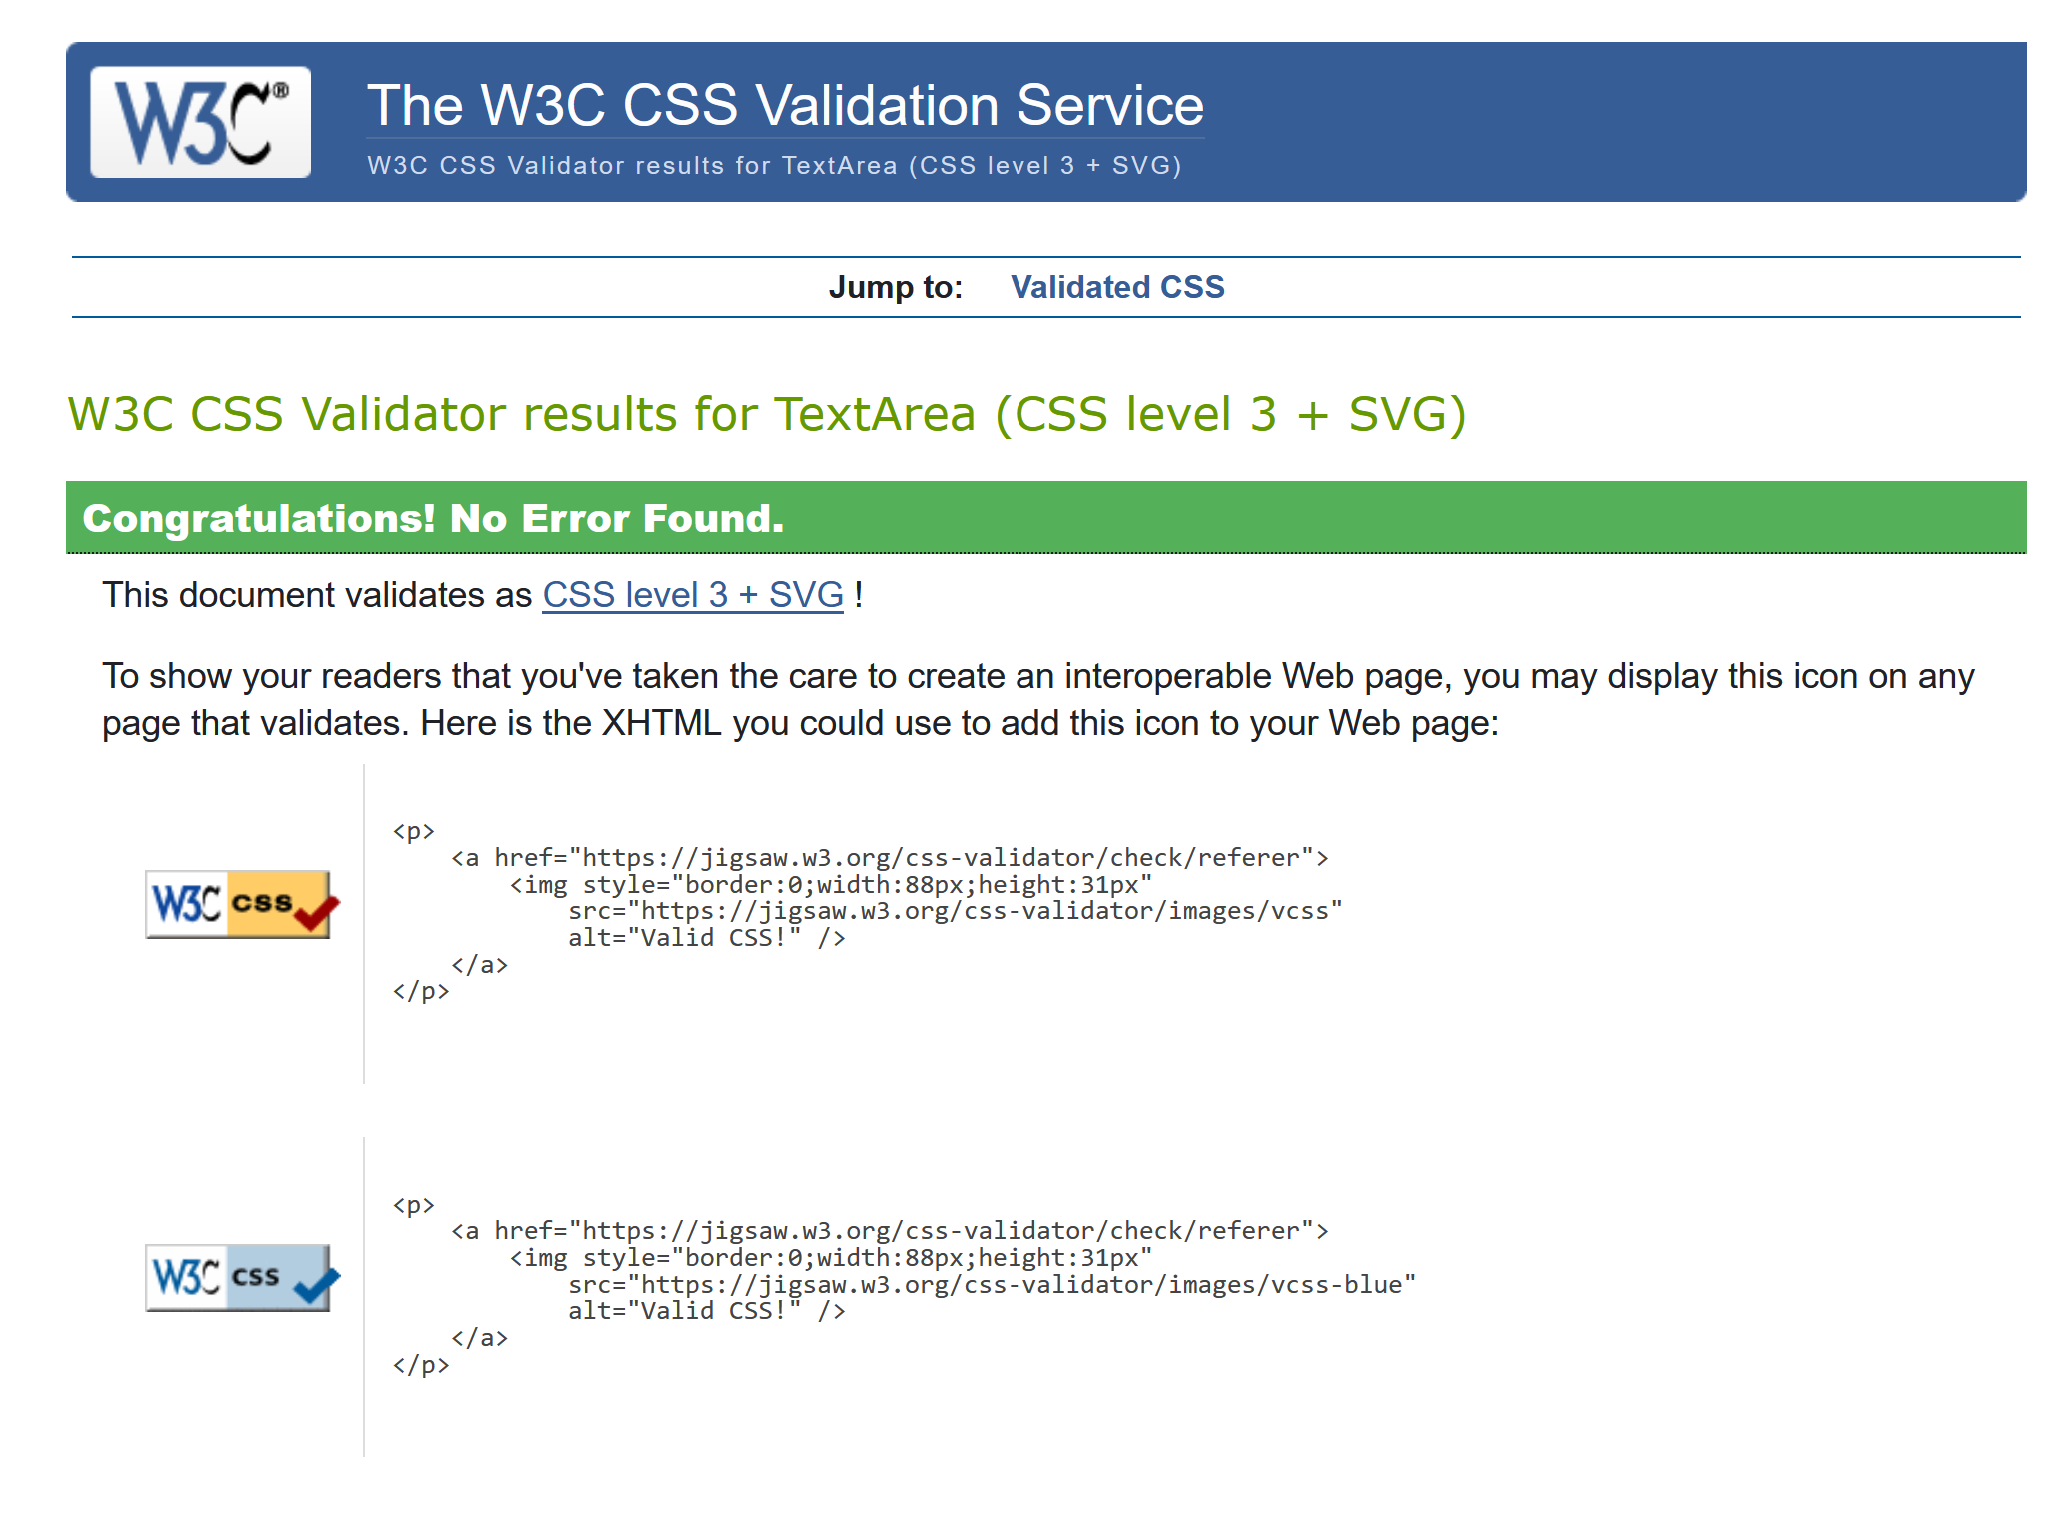 W3C®
The W3C CSS Validation Service
W3C CSS Validator results for TextArea (CSS level 3 + SVG)
Jump to: Validated CSS
W3C CSS Validator results for TextArea (CSS level 3 + SVG)
Congratulations! No Error Found.
This document validates as CSS level 3 + SVG !
To show your readers that you've taken the care to create an interoperable Web page, you may display this icon on any
page that validates. Here is the XHTML you could use to add this icon to your Web page:
W3C css
<p>
    <a href="https://jigsaw.w3.org/css-validator/check/referer">
        <img style="border:0;width:88px;height:31px"
            src="https://jigsaw.w3.org/css-validator/images/vcss"
            alt="Valid CSS!" />
    </a>
</p>
W3C css
<p>
    <a href="https://jigsaw.w3.org/css-validator/check/referer">
        <img style="border:0;width:88px;height:31px"
            src="https://jigsaw.w3.org/css-validator/images/vcss-blue"
            alt="Valid CSS!" />
    </a>
</p>